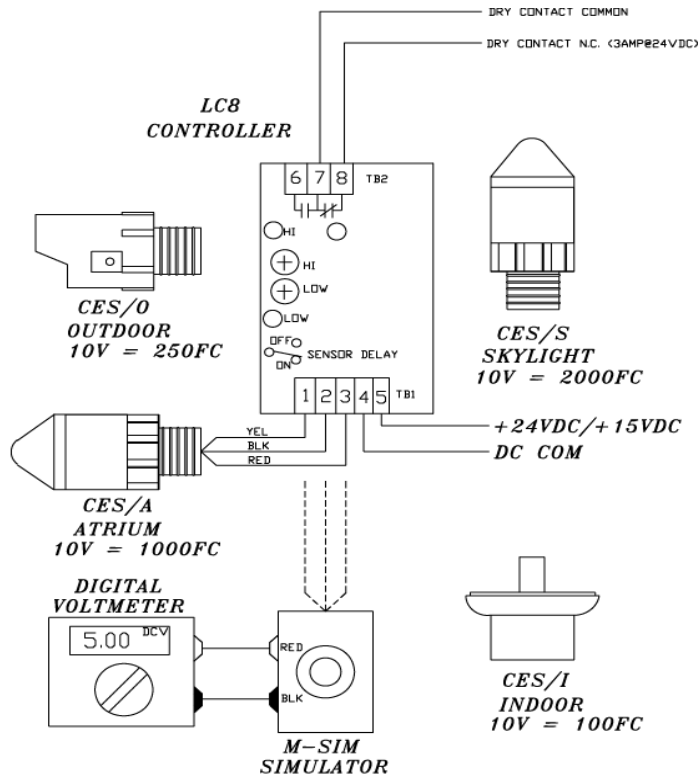 DRY CONTACT COMMON
DRY CONTACT N.C. (3AMP@24VDC)
LC8
CONTROLLER
6 7 8
TB2
HI
HI
LOW
LOW
OFF
SENSOR DELAY
ON
1 2 3 4 5
TB1
CES/O
OUTDOOR
10V = 250FC
CES/S
SKYLIGHT
10V = 2000FC
YEL
BLK
RED
+24VDC/+15VDC
DC COM
CES/A
ATRIUM
10V = 1000FC
DIGITAL
VOLTMETER
5.00 DCV
RED
BLK
M-SIM
SIMULATOR
CES/I
INDOOR
10V = 100FC